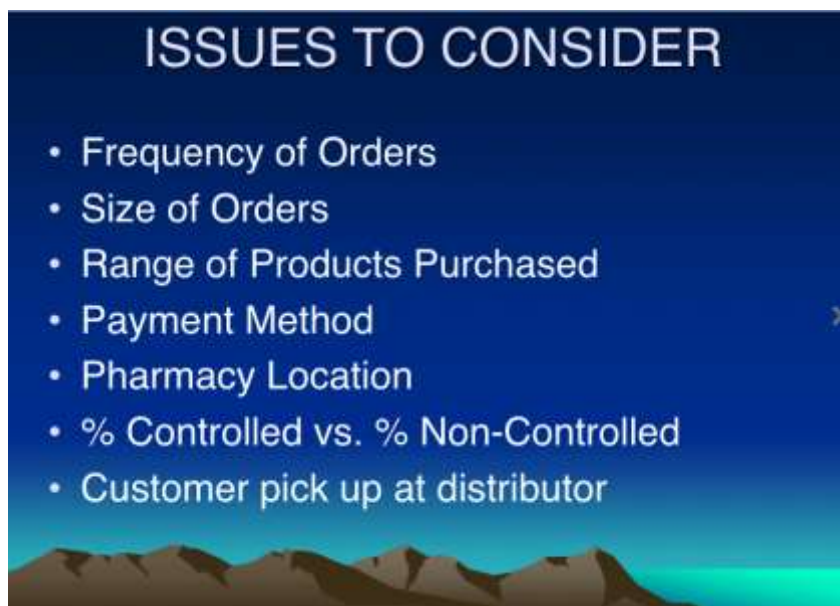 ISSUES TO CONSIDER
• Frequency of Orders
• Size of Orders
• Range of Products Purchased
• Payment Method
• Pharmacy Location
• % Controlled vs. % Non-Controlled
• Customer pick up at distributor